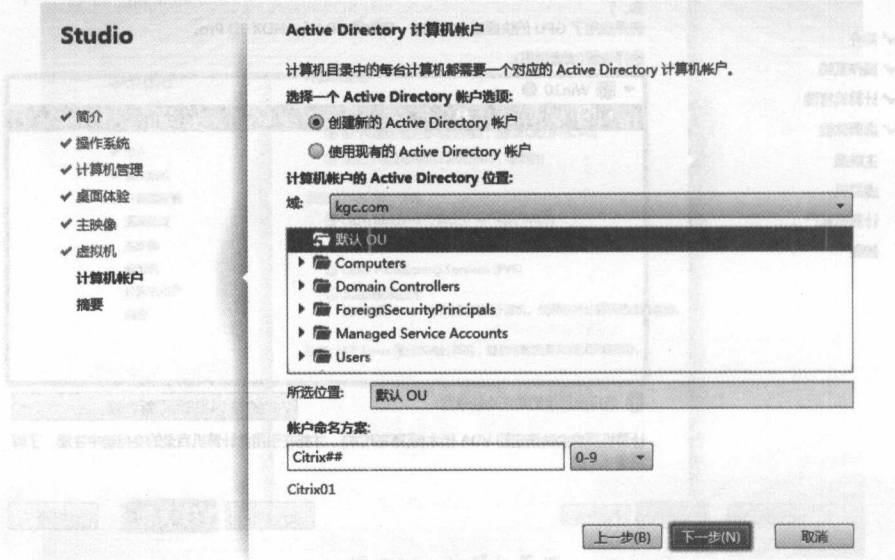 Studio
✔ 简介
✔ 操作系统
✔ 计算机管理
✔ 桌面体验
✔ 主映像
✔ 虚拟机
计算机帐户
摘要
Active Directory 计算机帐户
计算机目录中的每台计算机都需要一个对应的 Active Directory 计算机帐户。
选择一个 Active Directory 帐户选项:
创建新的 Active Directory 帐户
使用现有的 Active Directory 帐户
计算机帐户的 Active Directory 位置:
域: kgc.com
默认 OU
Computers
Domain Controllers
ForeignSecurityPrincipals
Managed Service Accounts
Users
所选位置: 默认 OU
帐户命名方案:
Citrix## 0-9
Citrix01
上一步(B) 下一步(N) 取消